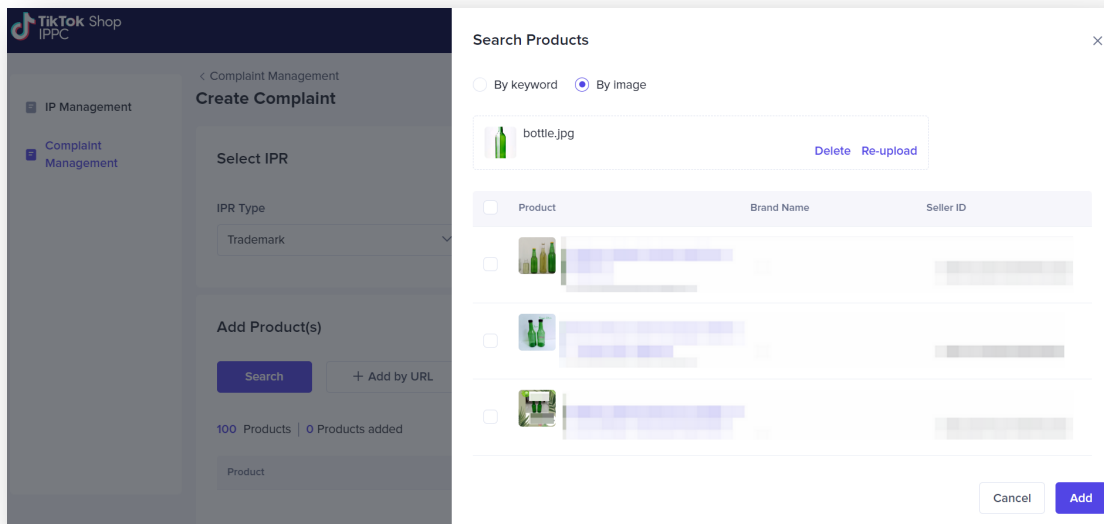 TikTok Shop
IPPC
IP Management
Complaint
Management
Complaint Management
Create Complaint
Select IPR
IPR Type
Trademark
Add Product(s)
Search
+ Add by URL
100 Products | 0 Products added
Product
Search Products
By keyword
By image
bottle.jpg
Delete
Re-upload
Product
Brand Name
Seller ID
Cancel
Add